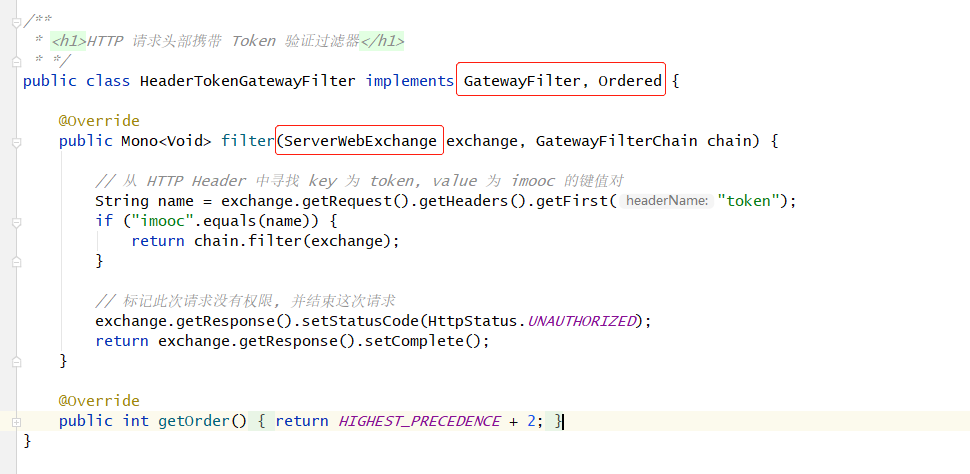 /**
 * <h1>HTTP 请求头部携带 Token 验证过滤器</h1>
 * */
public class HeaderTokenGatewayFilter implements GatewayFilter, Ordered {
    @Override
    public Mono<Void> filter(ServerWebExchange exchange, GatewayFilterChain chain) {
        // 从 HTTP Header 中寻找 key 为 token, value 为 imooc 的键值对
        String name = exchange.getRequest().getHeaders().getFirst( headerName: "token");
        if ("imooc".equals(name)) {
            return chain.filter(exchange);
        }
        // 标记此次请求没有权限, 并结束这次请求
        exchange.getResponse().setStatusCode(HttpStatus.UNAUTHORIZED);
        return exchange.getResponse().setComplete();
    }
    @Override
    public int getOrder() { return HIGHEST_PRECEDENCE + 2; }
}